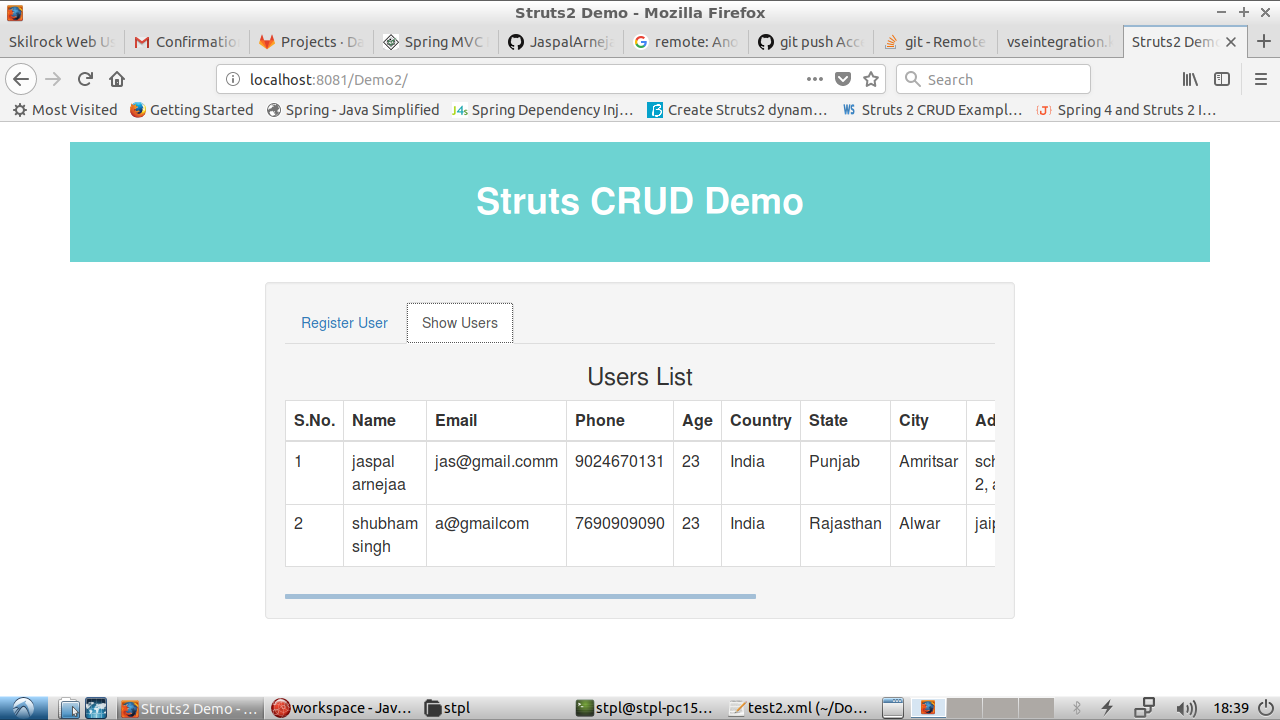 Struts2 Demo - Mozilla Firefox
Skilrock Web Us Confirmatio Projects - Da Spring MVC JaspalArneja remote: Ano git push Acce git - Remote vseintegration. Struts2 Demo
localhost:8081/Demo2/ Search
Most Visited Getting Started Spring - Java Simplified Spring Dependency Inj... Create Struts2 dynam... Struts 2 CRUD Exampl... Spring 4 and Struts 2 I...
Struts CRUD Demo
Register User Show Users
Users List
S.No. Name Email Phone Age Country State City Ad
1 jaspal jas@gmail.comm 9024670131 23 India Punjab Amritsar sch
arnejaa 2, a
2 shubham a@gmailcom 7690909090 23 India Rajasthan Alwar jaip
singh
Struts2 Demo - ... workspace - Jav... stpl stpl@stpl-pc15... test2.xml (~/Do... 18:39